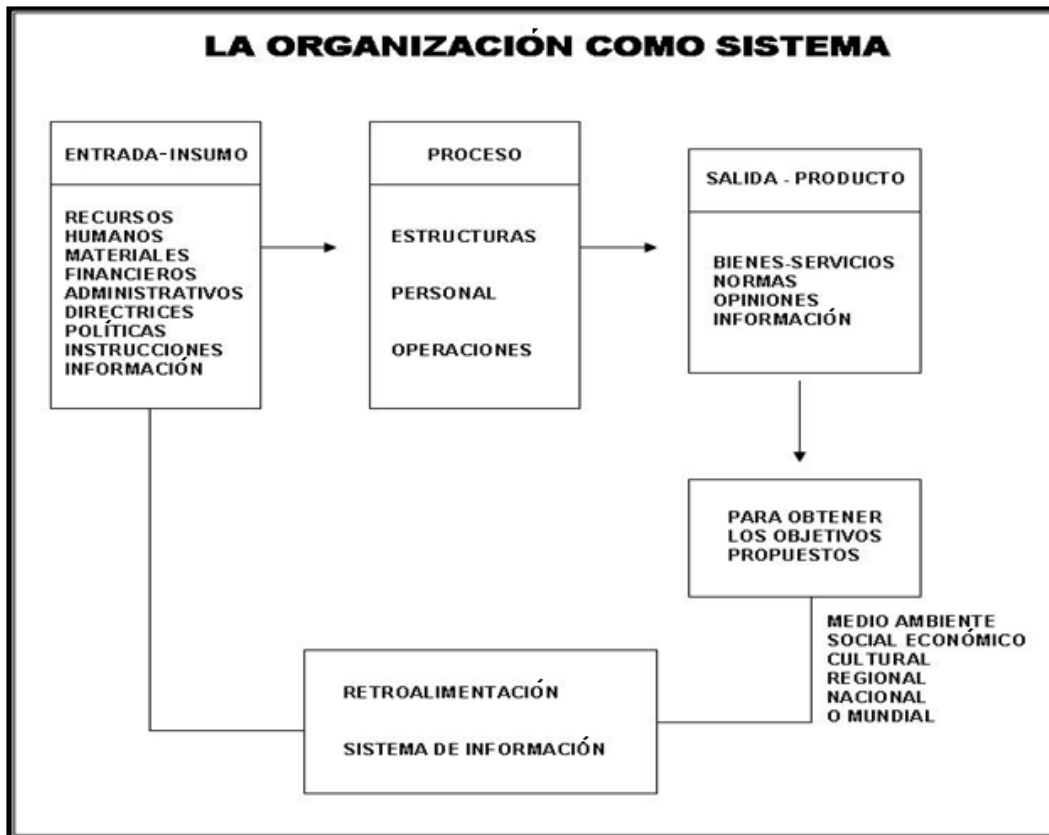 LA ORGANIZACIÓN COMO SISTEMA
ENTRADA-INSUMO
RECURSOS
HUMANOS
MATERIALES
FINANCIEROS
ADMINISTRATIVOS
DIRECTRICES
POLÍTICAS
INSTRUCCIONES
INFORMACIÓN
PROCESO
ESTRUCTURAS
PERSONAL
OPERACIONES
SALIDA - PRODUCTO
BIENES-SERVICIOS
NORMAS
OPINIONES
INFORMACIÓN
PARA OBTENER
LOS OBJETIVOS
PROPUESTOS
MEDIO AMBIENTE
SOCIAL ECONÓMICO
CULTURAL
REGIONAL
NACIONAL
O MUNDIAL
RETROALIMENTACIÓN
SISTEMA DE INFORMACIÓN